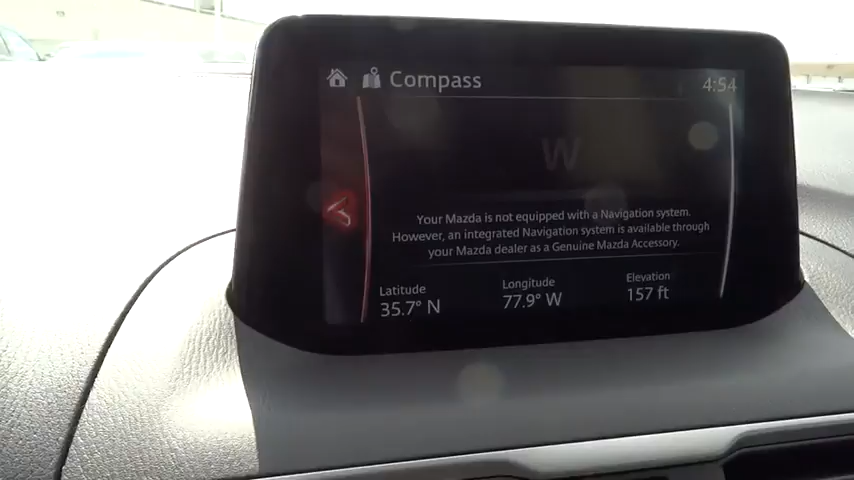 Compass
4:54
W
Your Mazda is not equipped with a Navigation system.
However, an integrated Navigation system is available through
your Mazda dealer as a Genuine Mazda Accessory.
Latitude
35.7° N
Longitude
77.9° W
Elevation
157 ft